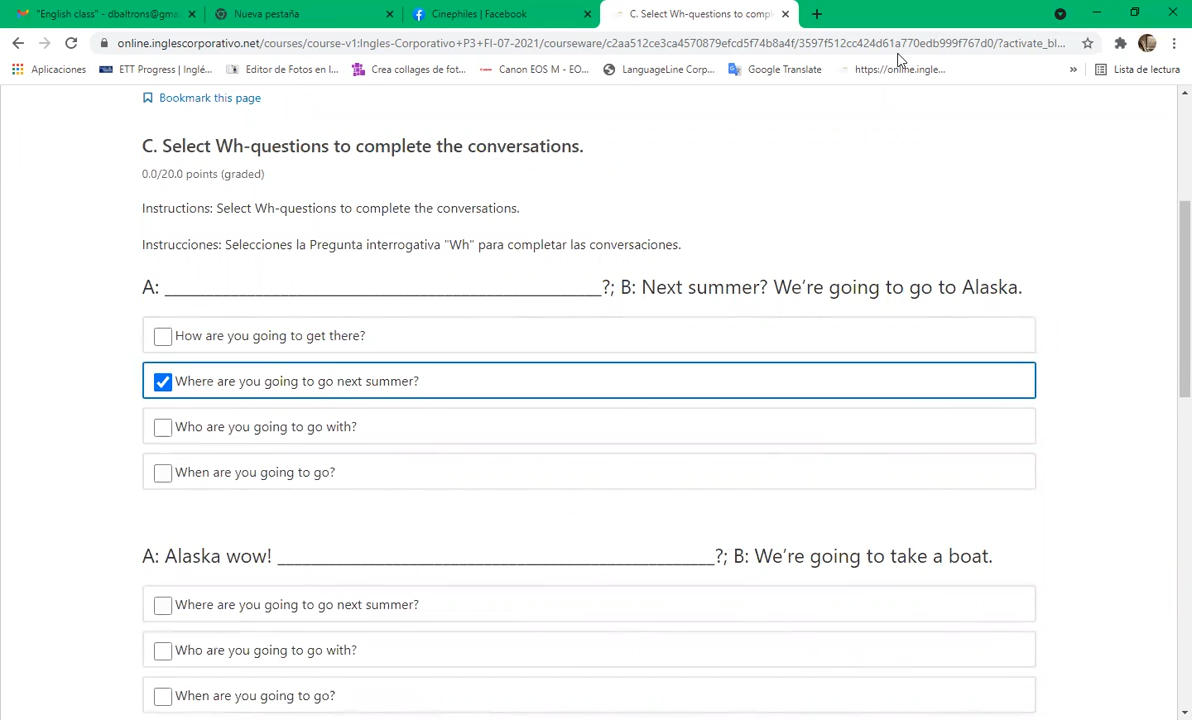 "English class" - dbaltrons@gma
Nueva pestaña
Cinephiles | Facebook
C. Select Wh-questions to compl
online.inglescorporativo.net/courses/course-v1:Ingles-Corporativo+P3+FI-07-2021/courseware/c2aa512ce3ca4570879efcd5f74b8a4f/3597f512cc424d61a770edb999f767d0/?activate_bl...
Aplicaciones
ETT Progress | Inglé...
Editor de Fotos en l...
Crea collages de fot...
Canon EOS M - EO...
LanguageLine Corp...
Google Translate
https://online.ingle...
»
Lista de lectura
Bookmark this page
C. Select Wh-questions to complete the conversations.
0.0/20.0 points (graded)
Instructions: Select Wh-questions to complete the conversations.
Instrucciones: Selecciones la Pregunta interrogativa "Wh" para completar las conversaciones.
A: ______________________________________________?; B: Next summer? We're going to go to Alaska.
How are you going to get there?
Where are you going to go next summer?
Who are you going to go with?
When are you going to go?
A: Alaska wow! ______________________________________________?; B: We're going to take a boat.
Where are you going to go next summer?
Who are you going to go with?
When are you going to go?